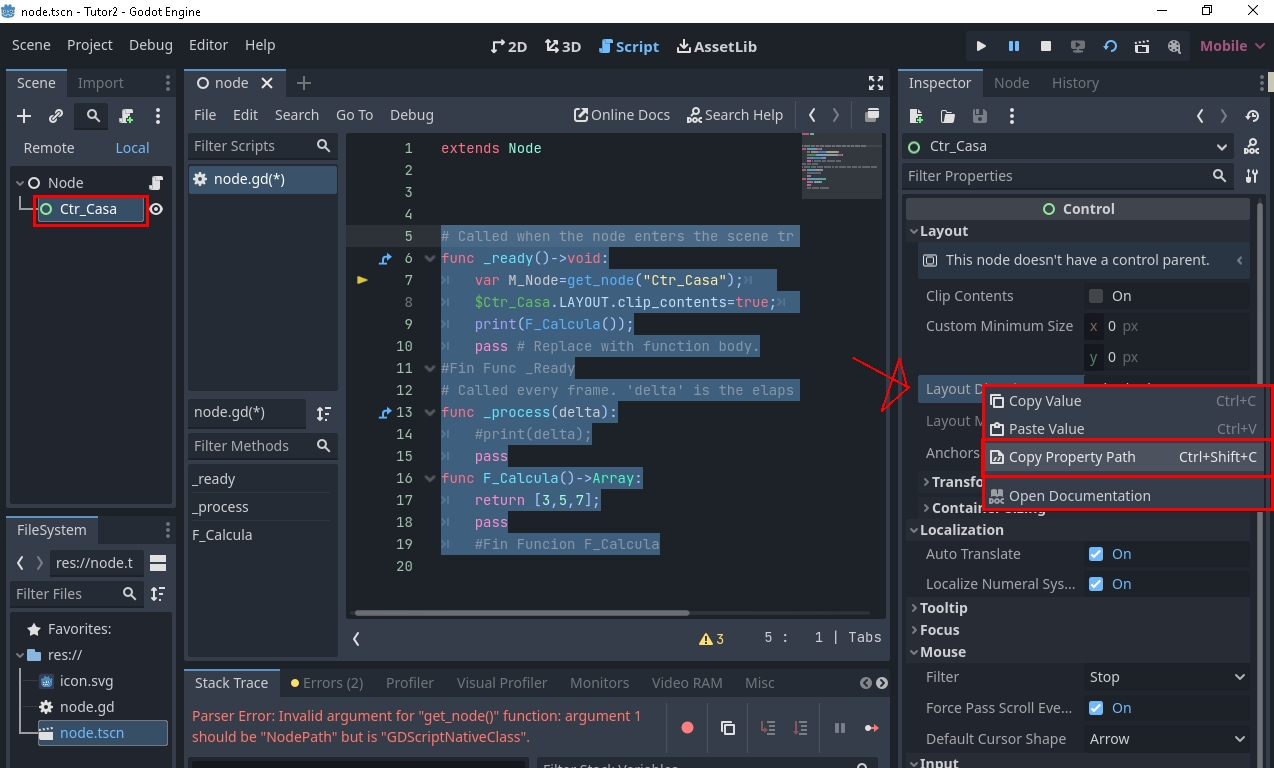 node.tscn - Tutor2 - Godot Engine
Scene Project Debug Editor Help
2D 3D Script AssetLib
Mobile
Scene Import
Remote Local
Node
Ctr_Casa
FileSystem
res://node.t
Filter Files
Favorites:
res://
icon.svg
node.gd
node.tscn
node
File Edit Search Go To Debug
Online Docs Search Help
Filter Scripts
node.gd(*)
node.gd(*)
Filter Methods
_ready
_process
F_Calcula
1 extends Node
2
3
4
5 # Called when the node enters the scene tr
6 func _ready()->void:
7 var M_Node=get_node("Ctr_Casa");
8 $Ctr_Casa.LAYOUT.clip_contents=true;
9 print(F_Calcula());
10 pass # Replace with function body.
11 #Fin Func _Ready
12 # Called every frame. 'delta' is the elaps
13 func _process(delta):
14 #print(delta);
15 pass
16 func F_Calcula()->Array:
17 return [3,5,7];
18 pass
19 #Fin Funcion F_Calcula
20
3 5 : 1 | Tabs
Stack Trace Errors (2) Profiler Visual Profiler Monitors Video RAM Misc
Parser Error: Invalid argument for "get_node()" function: argument 1
should be "NodePath" but is "GDScriptNativeClass".
Filter Stack Variables
Inspector Node History
Ctr_Casa
DOC
Filter Properties
Control
Layout
This node doesn't have a control parent.
Clip Contents On
Custom Minimum Size x 0 px
y 0 px
Layout
Copy Value Ctrl+C
Layout
Paste Value Ctrl+V
Anchors
Copy Property Path Ctrl+Shift+C
Open Documentation
Localization
Auto Translate On
Localize Numeral Sys... On
Tooltip
Focus
Mouse
Filter Stop
Force Pass Scroll Eve... On
Default Cursor Shape Arrow
Input